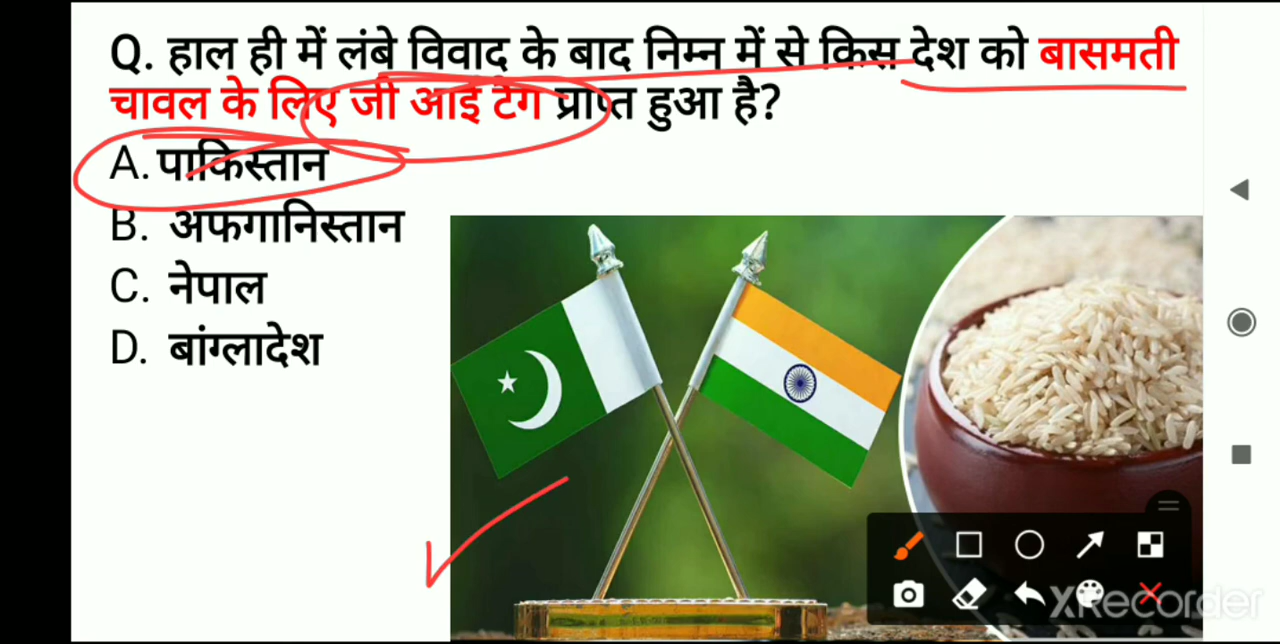 Q. हाल ही में लंबे विवाद के बाद निम्न में से किस देश को बासमती
चावल के लिए जी आई टैग प्राप्त हुआ है?
A. पाकिस्तान
B. अफगानिस्तान
C. नेपाल
D. बांग्लादेश
XRecorder